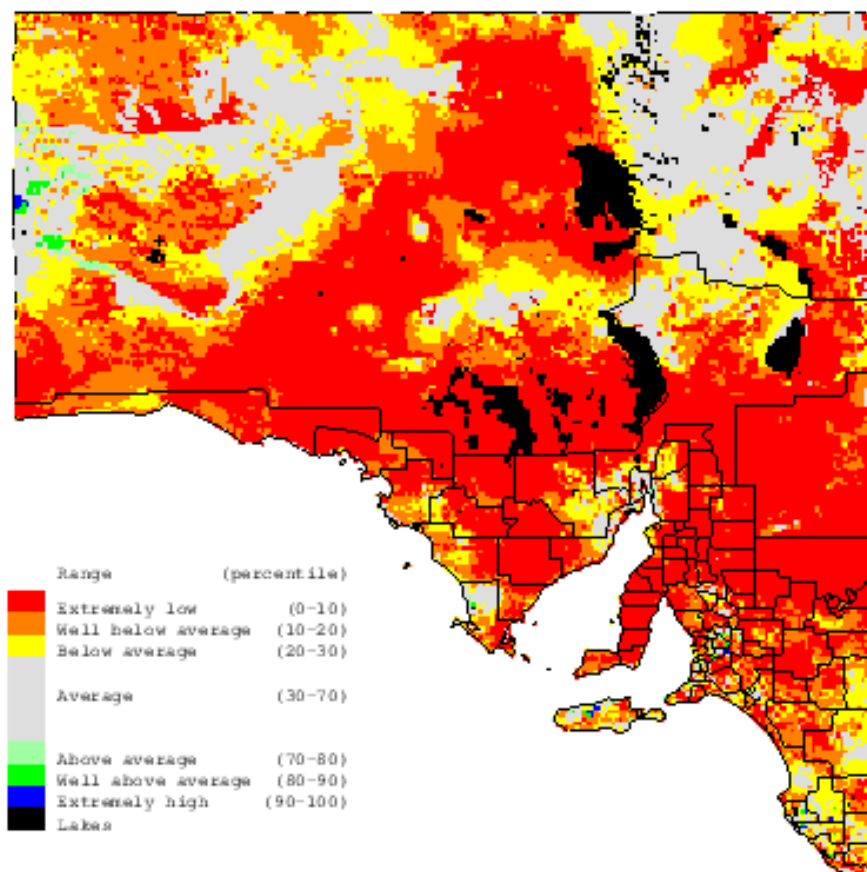 Range (percentile)
Extremely low (0-10)
Well below average (10-20)
Below average (20-30)
Average (30-70)
Above average (70-80)
Well above average (80-90)
Extremely high (90-100)
Lakes